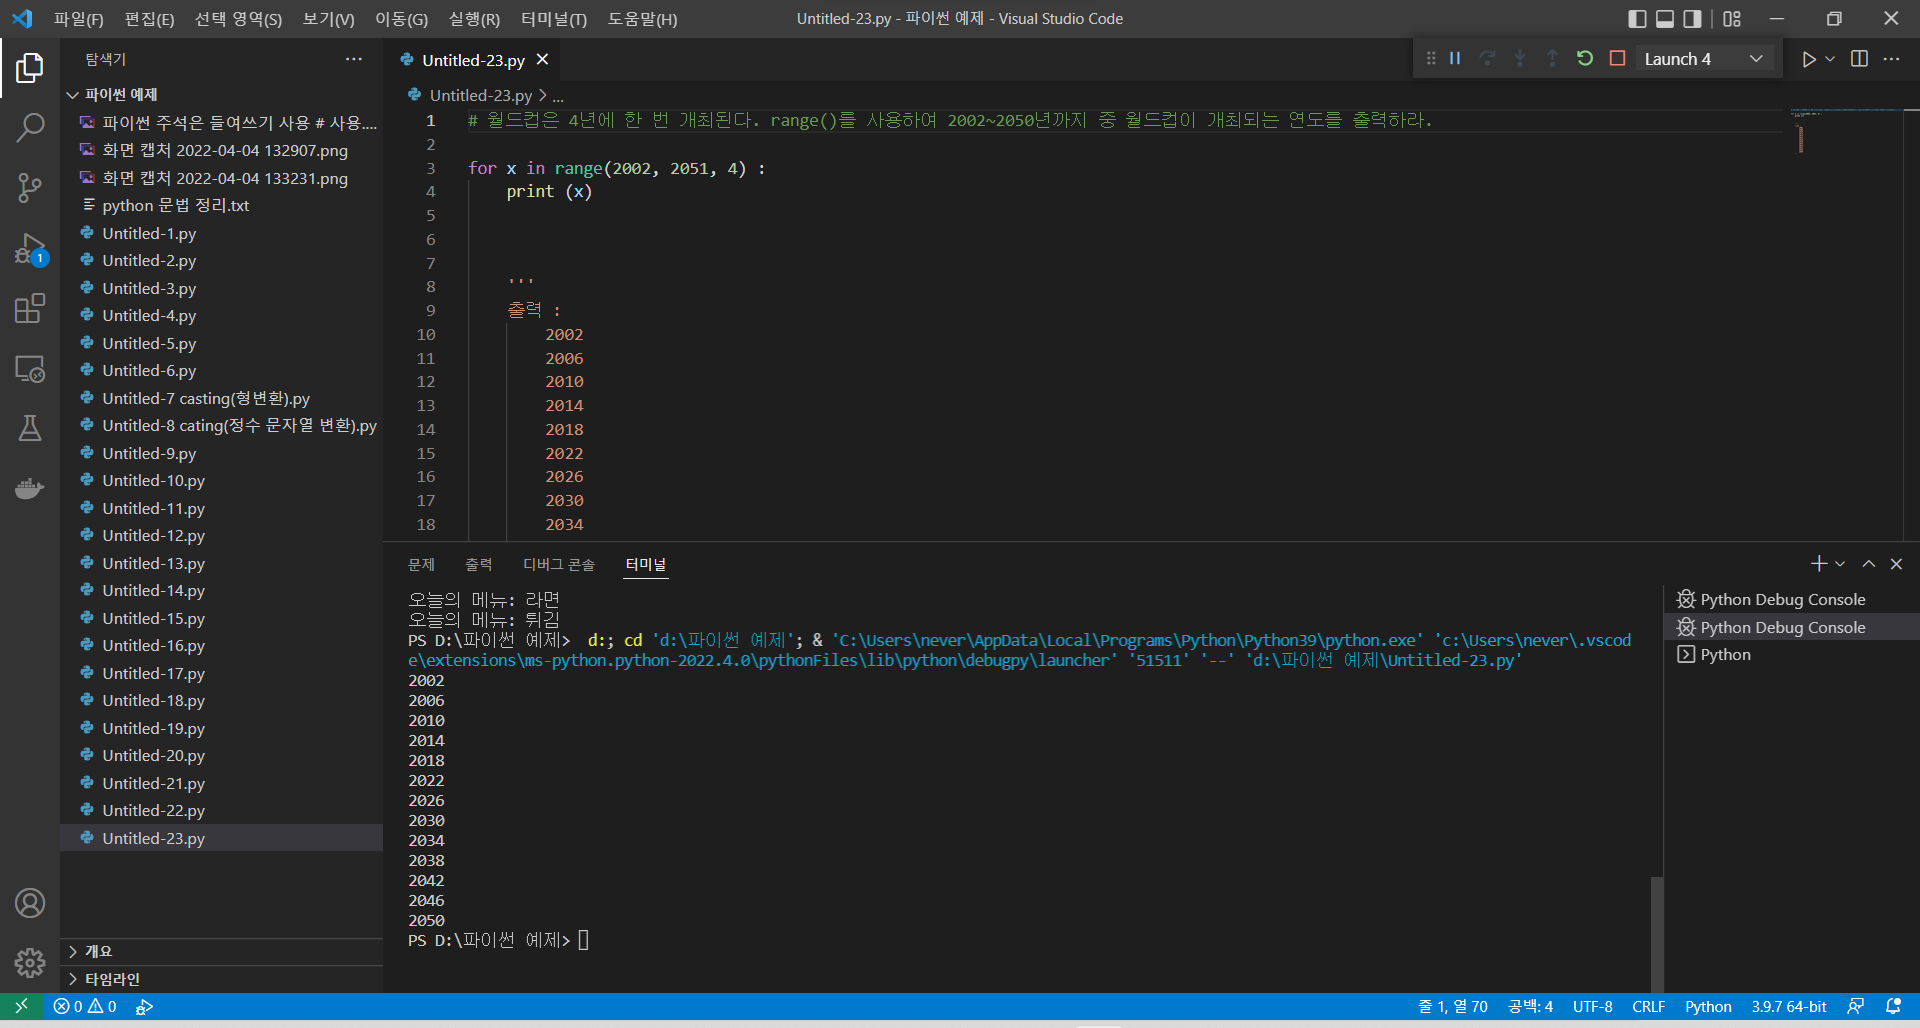 파일(F) 편집(E) 선택 영역(S) 보기(V) 이동(G) 실행(R) 터미널(T) 도움말(H) Untitled-23.py - 파이썬 예제 - Visual Studio Code
탐색기 ···
Untitled-23.py
Launch 4
파이썬 예제
Untitled-23.py > ...
파이썬 주석은 들여쓰기 사용 # 사용....
화면 캡처 2022-04-04 132907.png
화면 캡처 2022-04-04 133231.png
python 문법 정리.txt
Untitled-1.py
Untitled-2.py
Untitled-3.py
Untitled-4.py
Untitled-5.py
Untitled-6.py
Untitled-7 casting(형변환).py
Untitled-8 cating(정수 문자열 변환).py
Untitled-9.py
Untitled-10.py
Untitled-11.py
Untitled-12.py
Untitled-13.py
Untitled-14.py
Untitled-15.py
Untitled-16.py
Untitled-17.py
Untitled-18.py
Untitled-19.py
Untitled-20.py
Untitled-21.py
Untitled-22.py
Untitled-23.py
개요
타임라인
1
1 # 월드컵은 4년에 한 번 개최된다. range()를 사용하여 2002~2050년까지 중 월드컵이 개최되는 연도를 출력하라.
2
3 for x in range(2002, 2051, 4) :
4 print (x)
5
6
7
8 '''
9 출력 :
10 2002
11 2006
12 2010
13 2014
14 2018
15 2022
16 2026
17 2030
18 2034
문제 출력 디버그 콘솔 터미널
오늘의 메뉴: 라면
오늘의 메뉴: 튀김
PS D:\파이썬 예제> d:; cd 'd:\파이썬 예제'; & 'C:\Users\never\AppData\Local\Programs\Python\Python39\python.exe' 'c:\Users\never\.vscod
e\extensions\ms-python.python-2022.4.0\pythonFiles\lib\python\debugpy\launcher' '51511' '--' 'd:\파이썬 예제\Untitled-23.py'
2002
2006
2010
2014
2018
2022
2026
2030
2034
2038
2042
2046
2050
PS D:\파이썬 예제>
Python Debug Console
Python Debug Console
Python
0 0 줄 1, 열 70 공백: 4 UTF-8 CRLF Python 3.9.7 64-bit